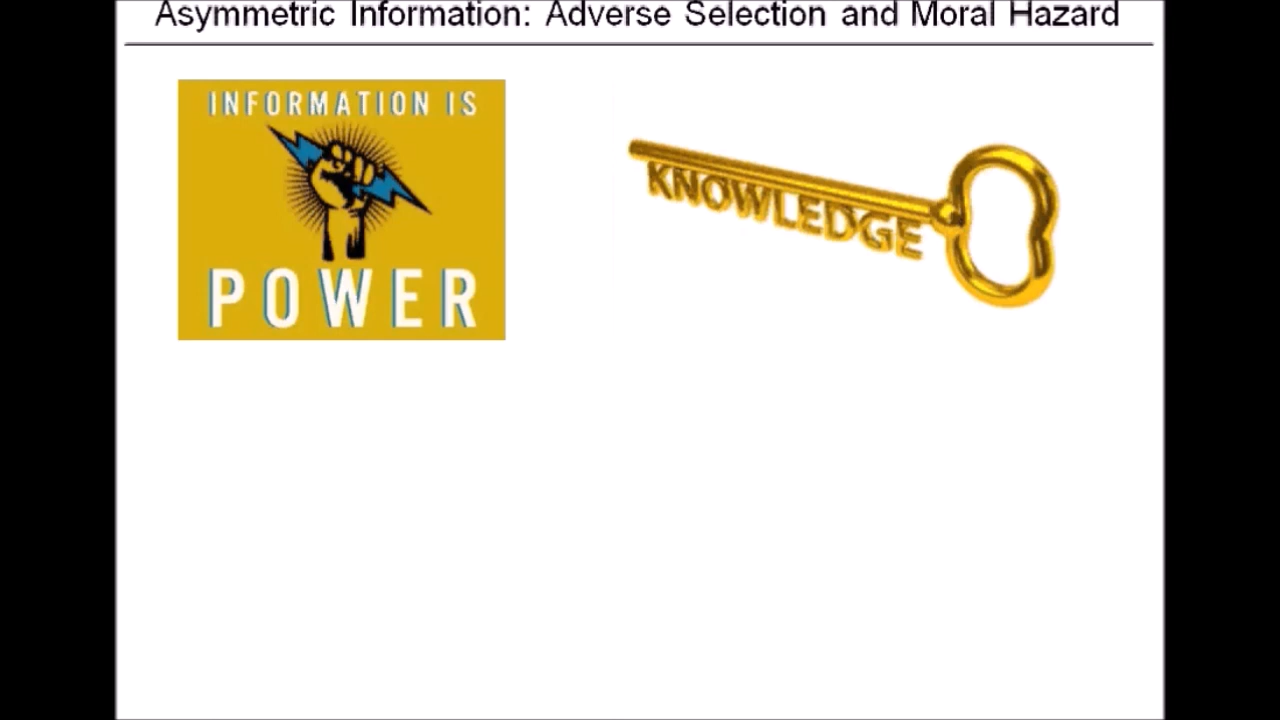 Asymmetric Information: Adverse Selection and Moral Hazard
INFORMATION IS
POWER
KNOWLEDGE